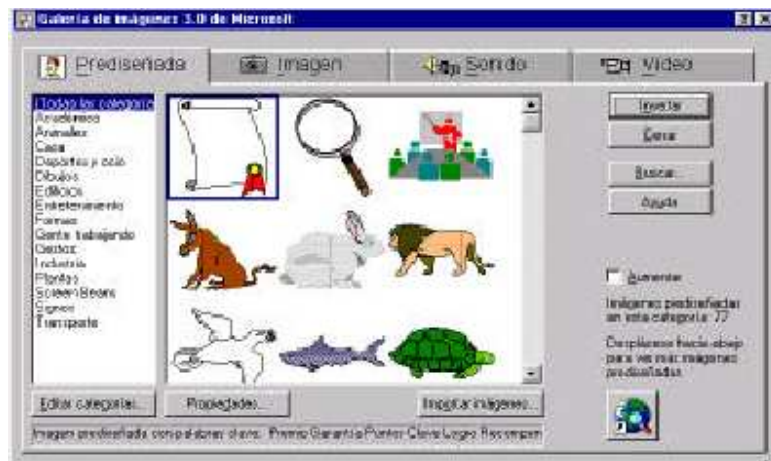 Galería de imágenes 3.0 de Microsoft
Prediseñada
Imagen
Sonido
Vídeo
(Todas las categorías
Académico
Animales
Casa
Deportes y ocio
Dibujos
Edificios
Entretenimiento
Formas
Gente trabajando
Gestos
Industria
Plantas
Screen Beans
Signos
Transporte
Insertar
Cerrar
Buscar...
Ayuda
Aumentar
Imágenes prediseñadas
en esta categoría: 77
Desplácese hacia abajo
para ver más imágenes
prediseñadas
Editar categorías...
Propiedades...
Importar imágenes...
Imagen prediseñada con palabras clave: Premio Garantía Puntos Clave Logro Recompen